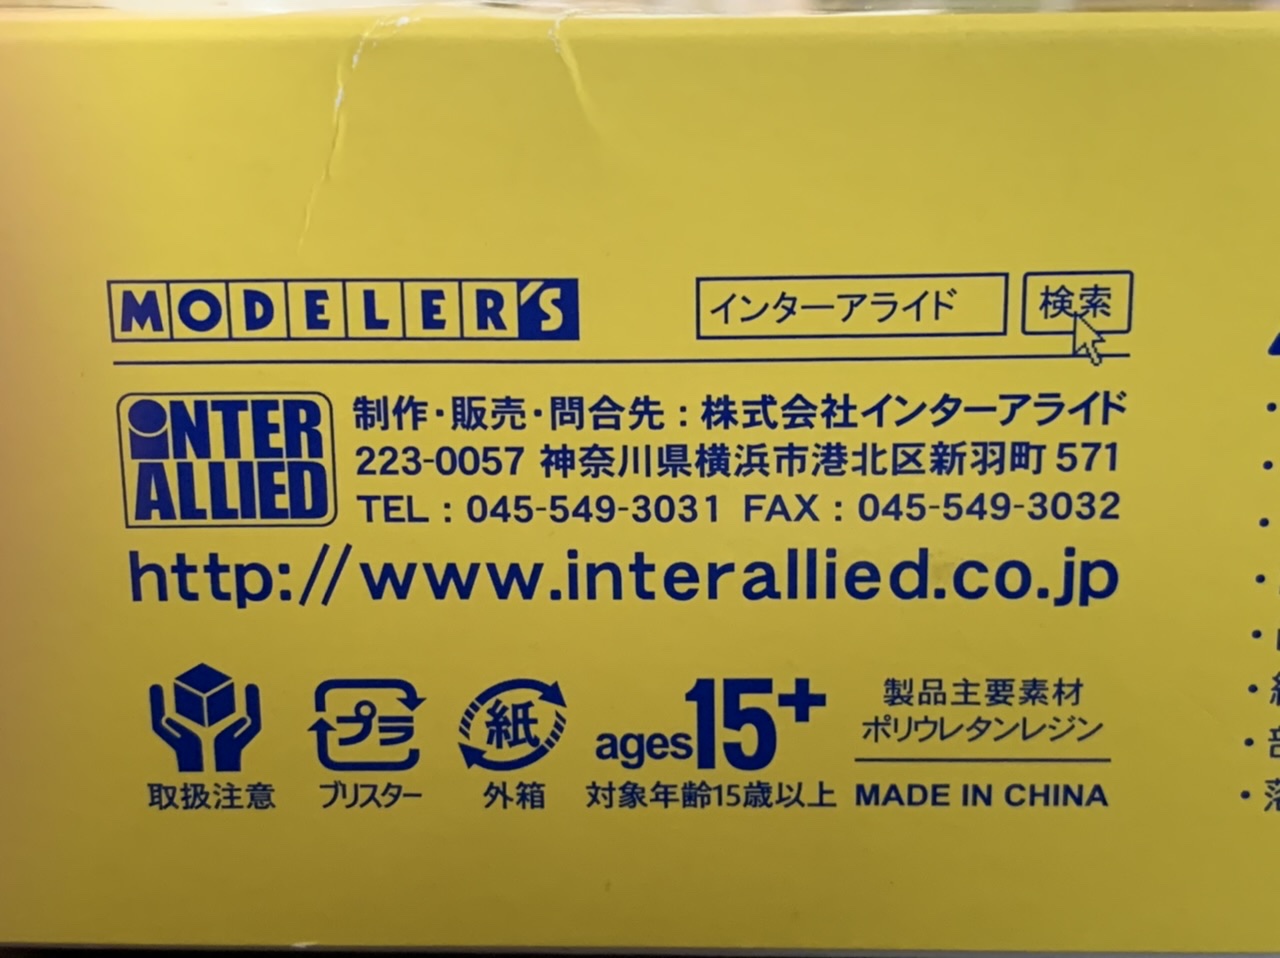 MODELER'S
インターアライド 検索
INTER
ALLIED
制作・販売・問合先：株式会社インターアライド
223-0057 神奈川県横浜市港北区新羽町 571
TEL : 045-549-3031 FAX : 045-549-3032
http://www.interallied.co.jp
取扱注意
プラ
ブリスター
紙
外箱
ages15+
対象年齢15歳以上
製品主要素材
ポリウレタンレジン
MADE IN CHINA